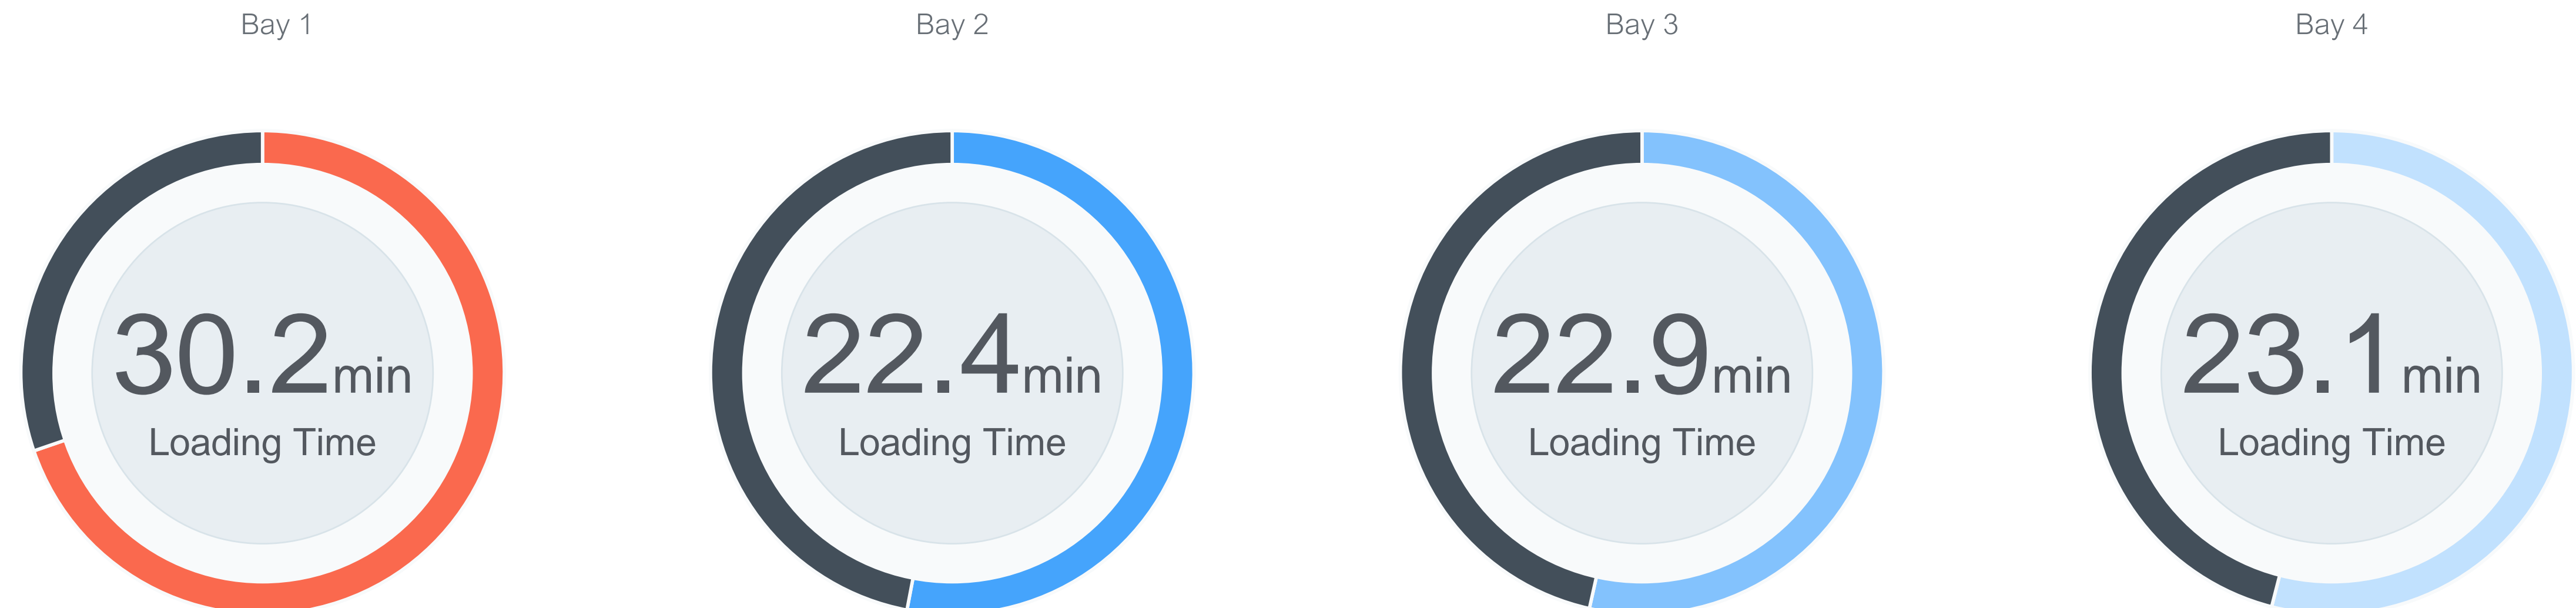 Bay 1
Bay 2
Bay 3
Bay 4
30.2min
Loading Time
22.4min
Loading Time
22.9min
Loading Time
23.1min
Loading Time